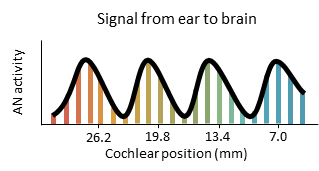 Signal from ear to brain
AN activity
26.2 19.8 13.4 7.0
Cochlear position (mm)